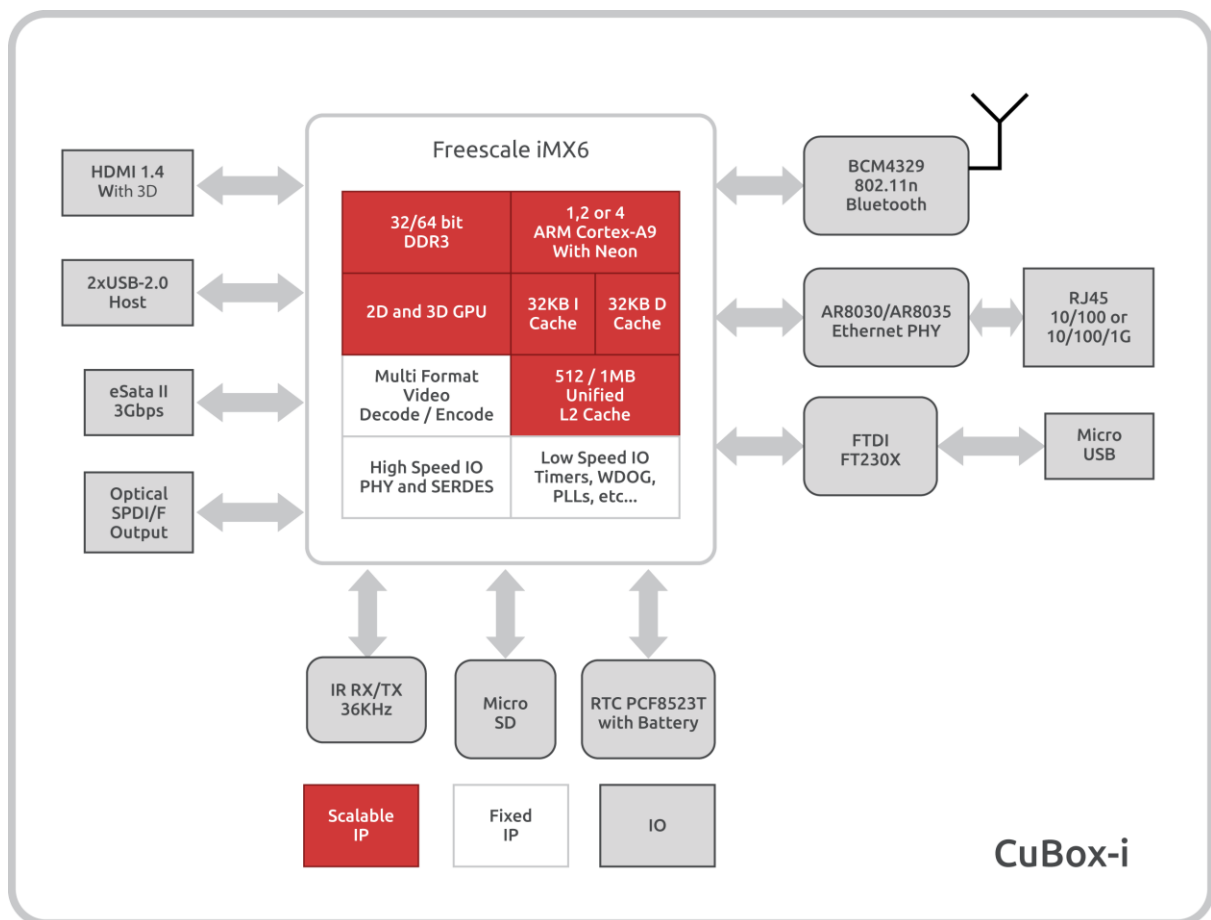 Freescale iMX6
HDMI 1.4
With 3D
2xUSB-2.0
Host
eSata II
3Gbps
Optical
SPDI/F
Output
32/64 bit
DDR3
1,2 or 4
ARM Cortex-A9
With Neon
2D and 3D GPU
32KB I
Cache
32KB D
Cache
Multi Format
Video
Decode / Encode
512 / 1MB
Unified
L2 Cache
High Speed IO
PHY and SERDES
Low Speed IO
Timers, WDOG,
PLLs, etc...
BCM4329
802.11n
Bluetooth
AR8030/AR8035
Ethernet PHY
RJ45
10/100 or
10/100/1G
FTDI
FT230X
Micro
USB
IR RX/TX
36KHz
Micro
SD
RTC PCF8523T
with Battery
Scalable
IP
Fixed
IP
IO
CuBox-i